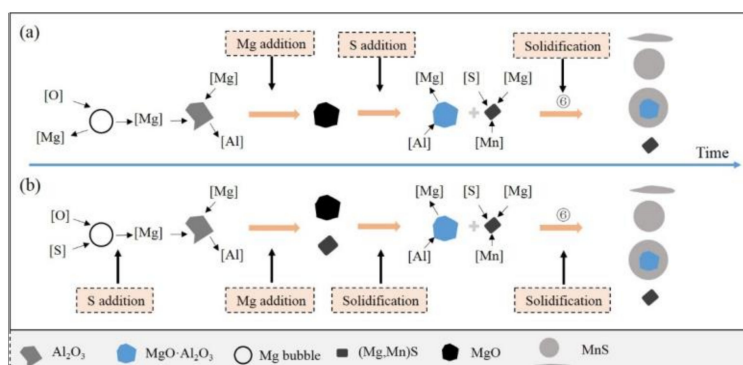 (a)
Mg addition
S addition
Solidification
[Mg]
[Mg]
[S]
[Mg]
[O]
[Mg]
[Mg]
[Al]
[Al]
[Mn]
⑥
Time
(b)
[Mg]
[Mg]
[S]
[Mg]
[O]
[S]
[Mg]
[Al]
[Al]
[Mn]
⑥
S addition
Mg addition
Solidification
Solidification
Al₂O₃
MgO·Al₂O₃
Mg bubble
(Mg,Mn)S
MgO
MnS